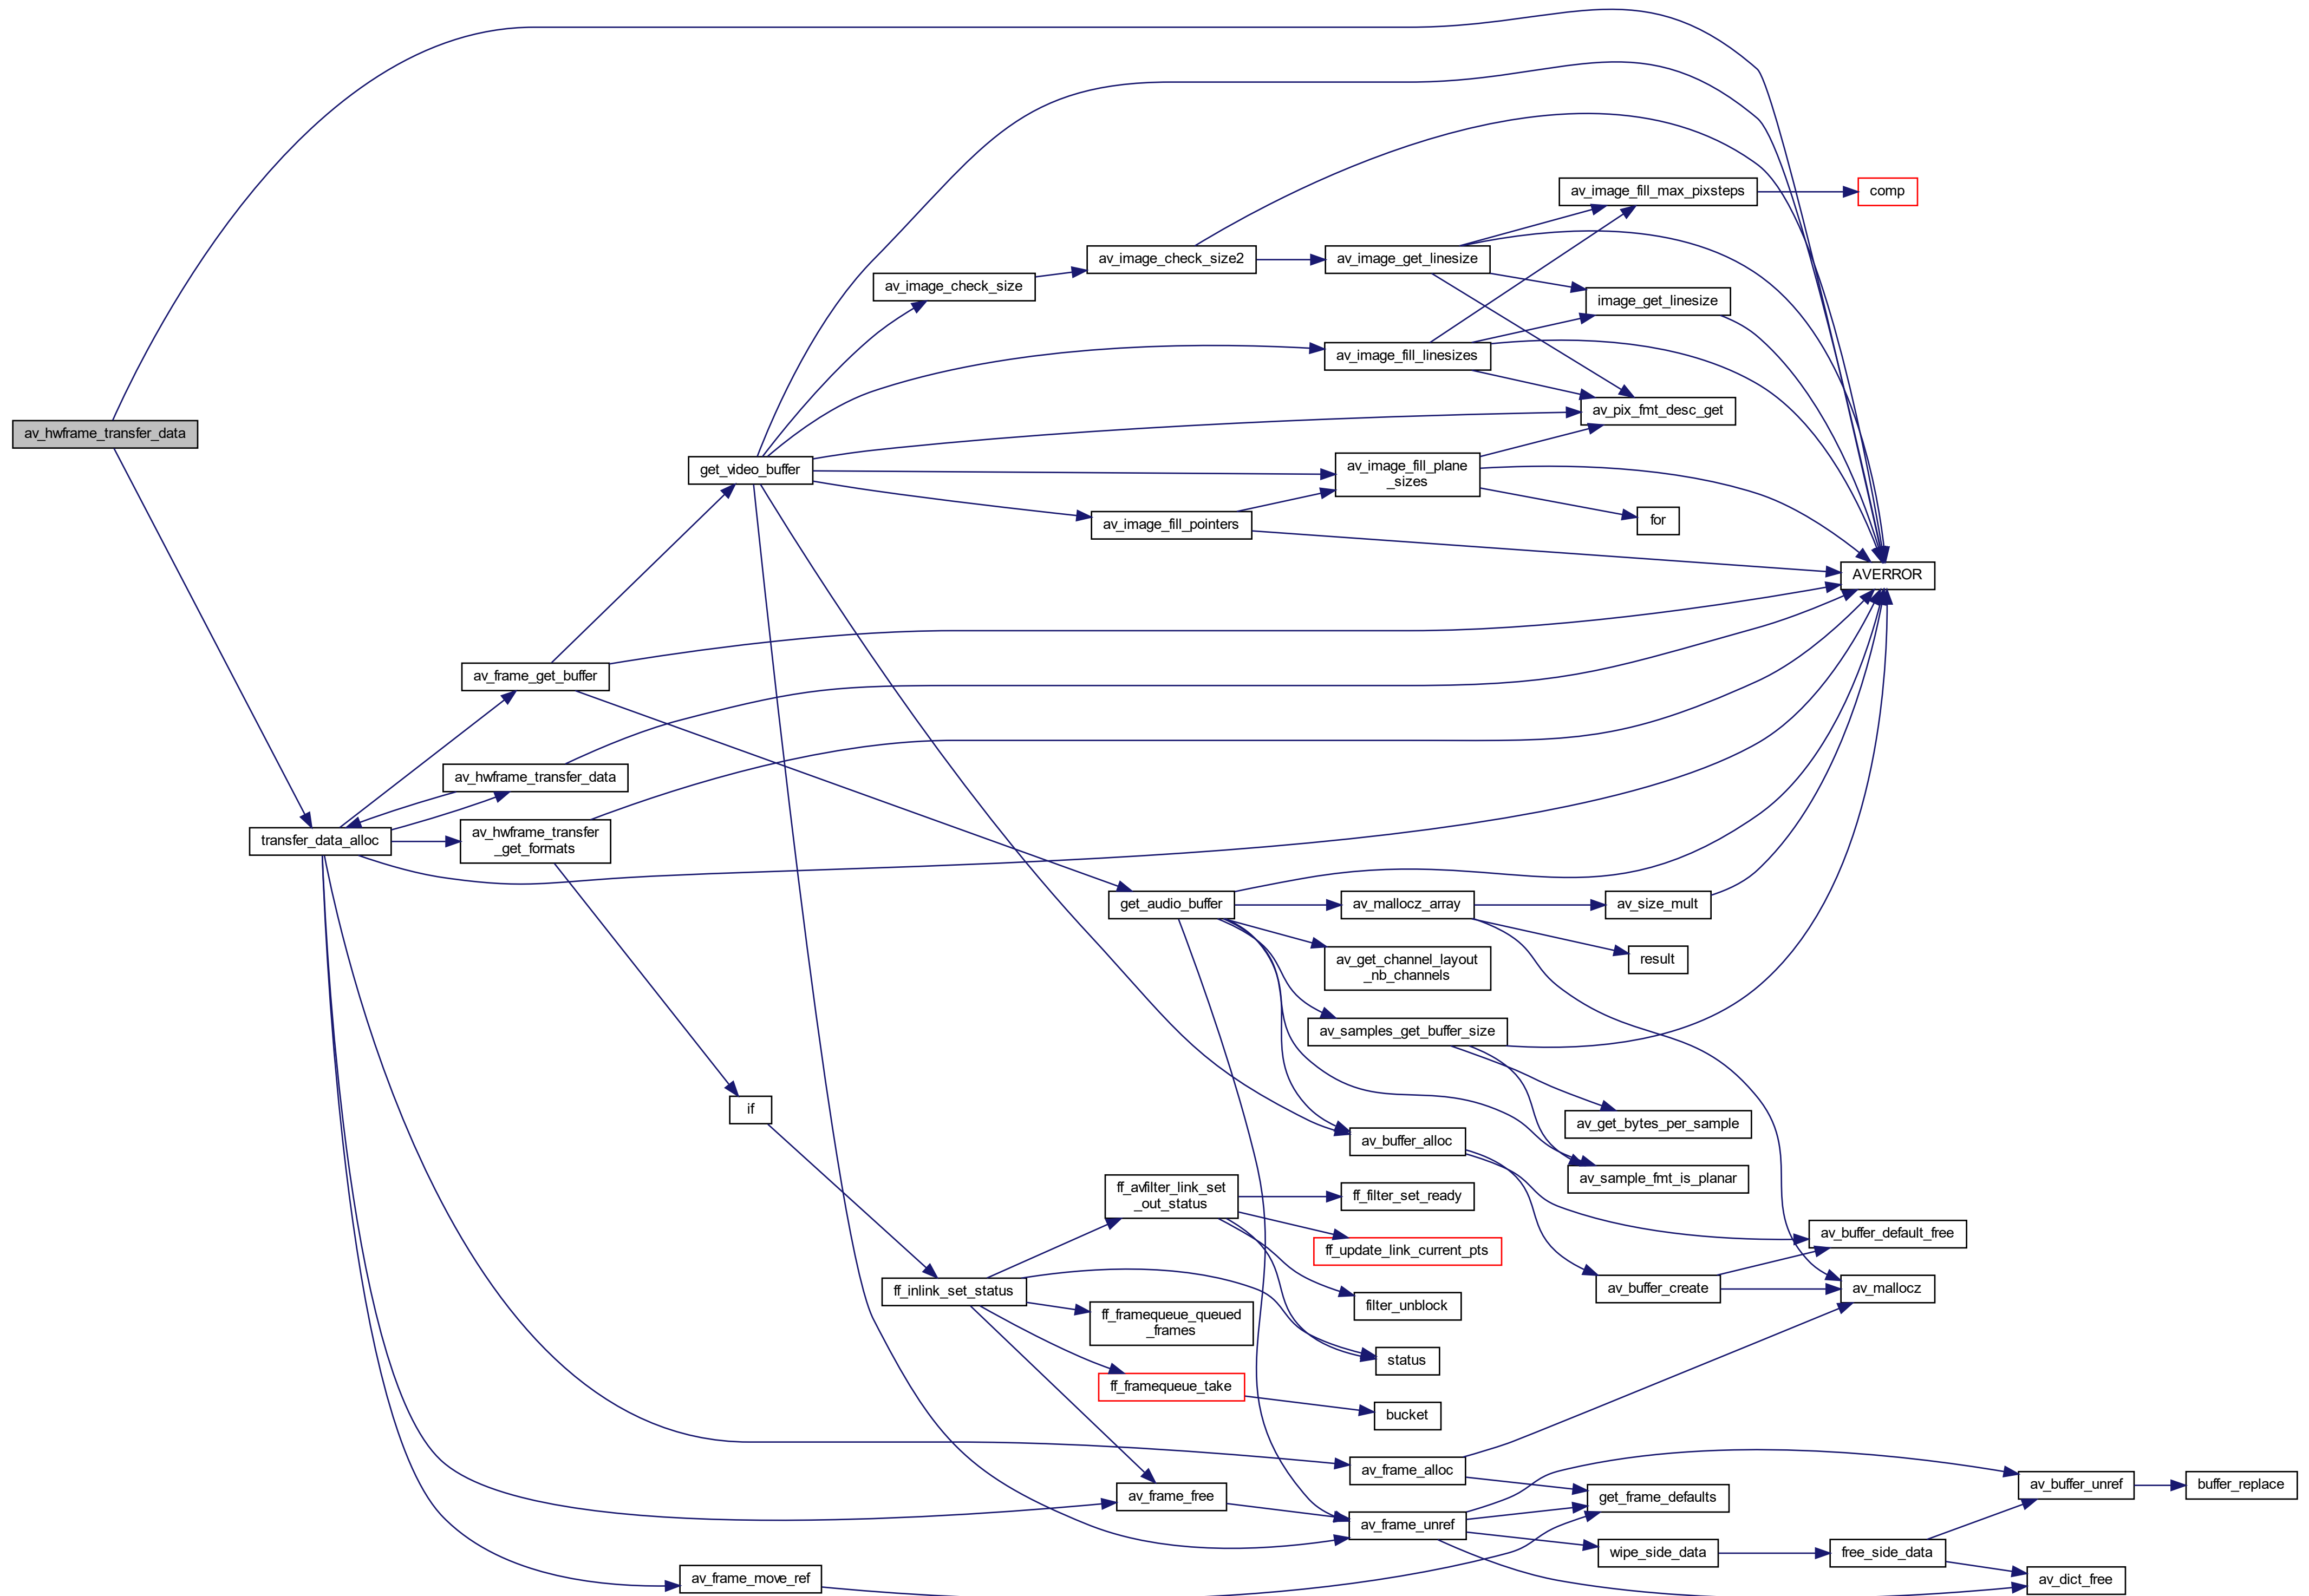 av_image_fill_max_pixsteps
comp
av_image_check_size2
av_image_get_linesize
av_image_check_size
image_get_linesize
av_image_fill_linesizes
av_pix_fmt_desc_get
av_hwframe_transfer_data
get_video_buffer
av_image_fill_plane
_sizes
av_image_fill_pointers
for
AVERROR
av_frame_get_buffer
av_hwframe_transfer_data
transfer_data_alloc
av_hwframe_transfer
_get_formats
get_audio_buffer
av_mallocz_array
av_size_mult
av_get_channel_layout
_nb_channels
result
av_samples_get_buffer_size
if
av_get_bytes_per_sample
av_buffer_alloc
av_sample_fmt_is_planar
ff_avfilter_link_set
_out_status
ff_filter_set_ready
ff_update_link_current_pts
av_buffer_default_free
ff_inlink_set_status
av_buffer_create
av_mallocz
ff_framequeue_queued
_frames
filter_unblock
status
ff_framequeue_take
bucket
av_frame_alloc
av_frame_free
get_frame_defaults
av_buffer_unref
buffer_replace
av_frame_unref
wipe_side_data
free_side_data
av_frame_move_ref
av_dict_free